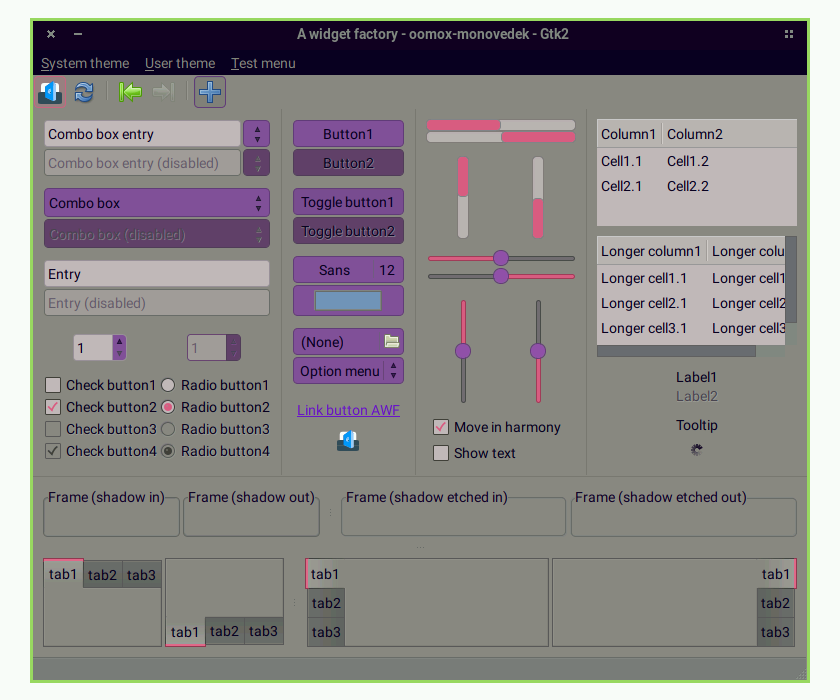 A widget factory - oomox-monovedek - Gtk2
System theme User theme Test menu
Combo box entry
Combo box entry (disabled)
Combo box
Combo box (disabled)
Entry
Entry (disabled)
1 1
Check button1 Radio button1
Check button2 Radio button2
Check button3 Radio button3
Check button4 Radio button4
Button1
Button2
Toggle button1
Toggle button2
Sans 12
(None)
Option menu
Link button AWF
Move in harmony
Show text
Column1 Column2
Cell1.1 Cell1.2
Cell2.1 Cell2.2
Longer column1 Longer colu
Longer cell1.1 Longer cell1
Longer cell2.1 Longer cell2
Longer cell3.1 Longer cell3
Label1
Label2
Tooltip
Frame (shadow in) Frame (shadow out) Frame (shadow etched in) Frame (shadow etched out)
tab1 tab2 tab3
tab1 tab2 tab3
tab1
tab2
tab3
tab1
tab2
tab3